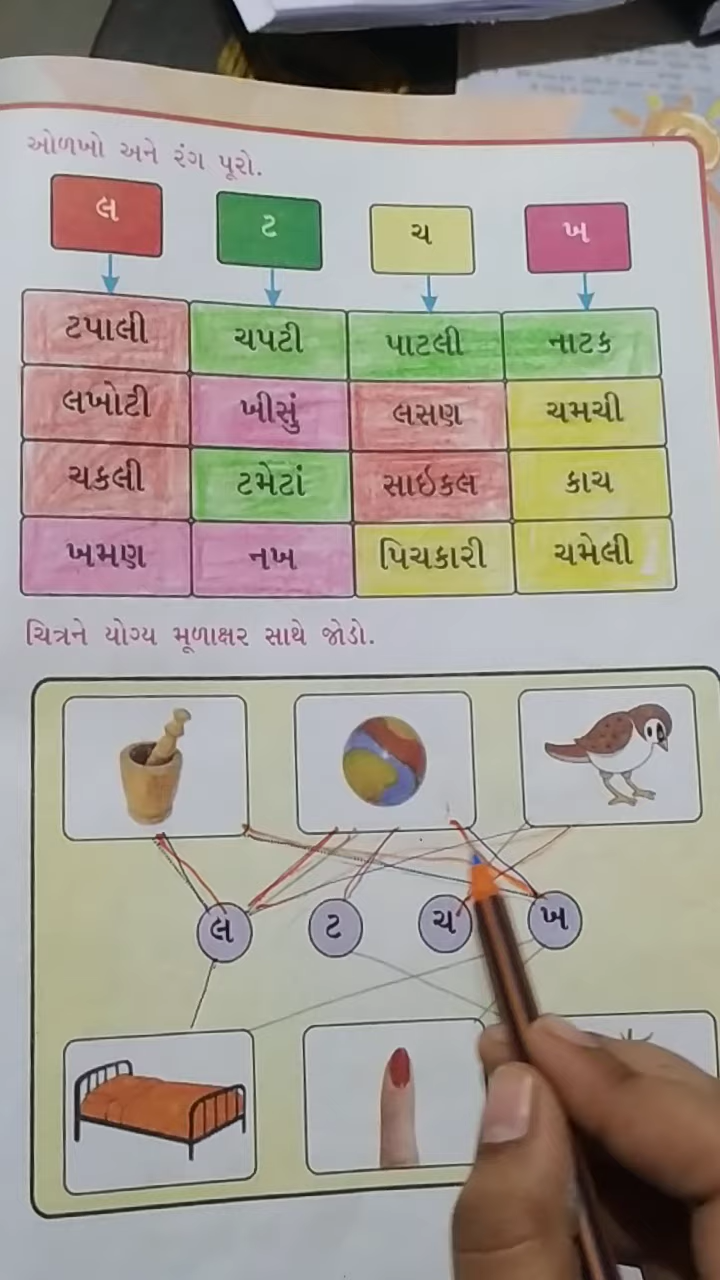 ઓળખો અને રંગ પૂરો.
લ ટ ચ ખ
ટપાલી ચપટી પાટલી નાટક
લખોટી ખીસું લસણ ચમચી
ચકલી ટમેટાં સાઇકલ કાચ
ખમણ નખ પિચકારી ચમેલી
ચિત્રને યોગ્ય મૂળાક્ષર સાથે જોડો.
લ ટ ચ ખ